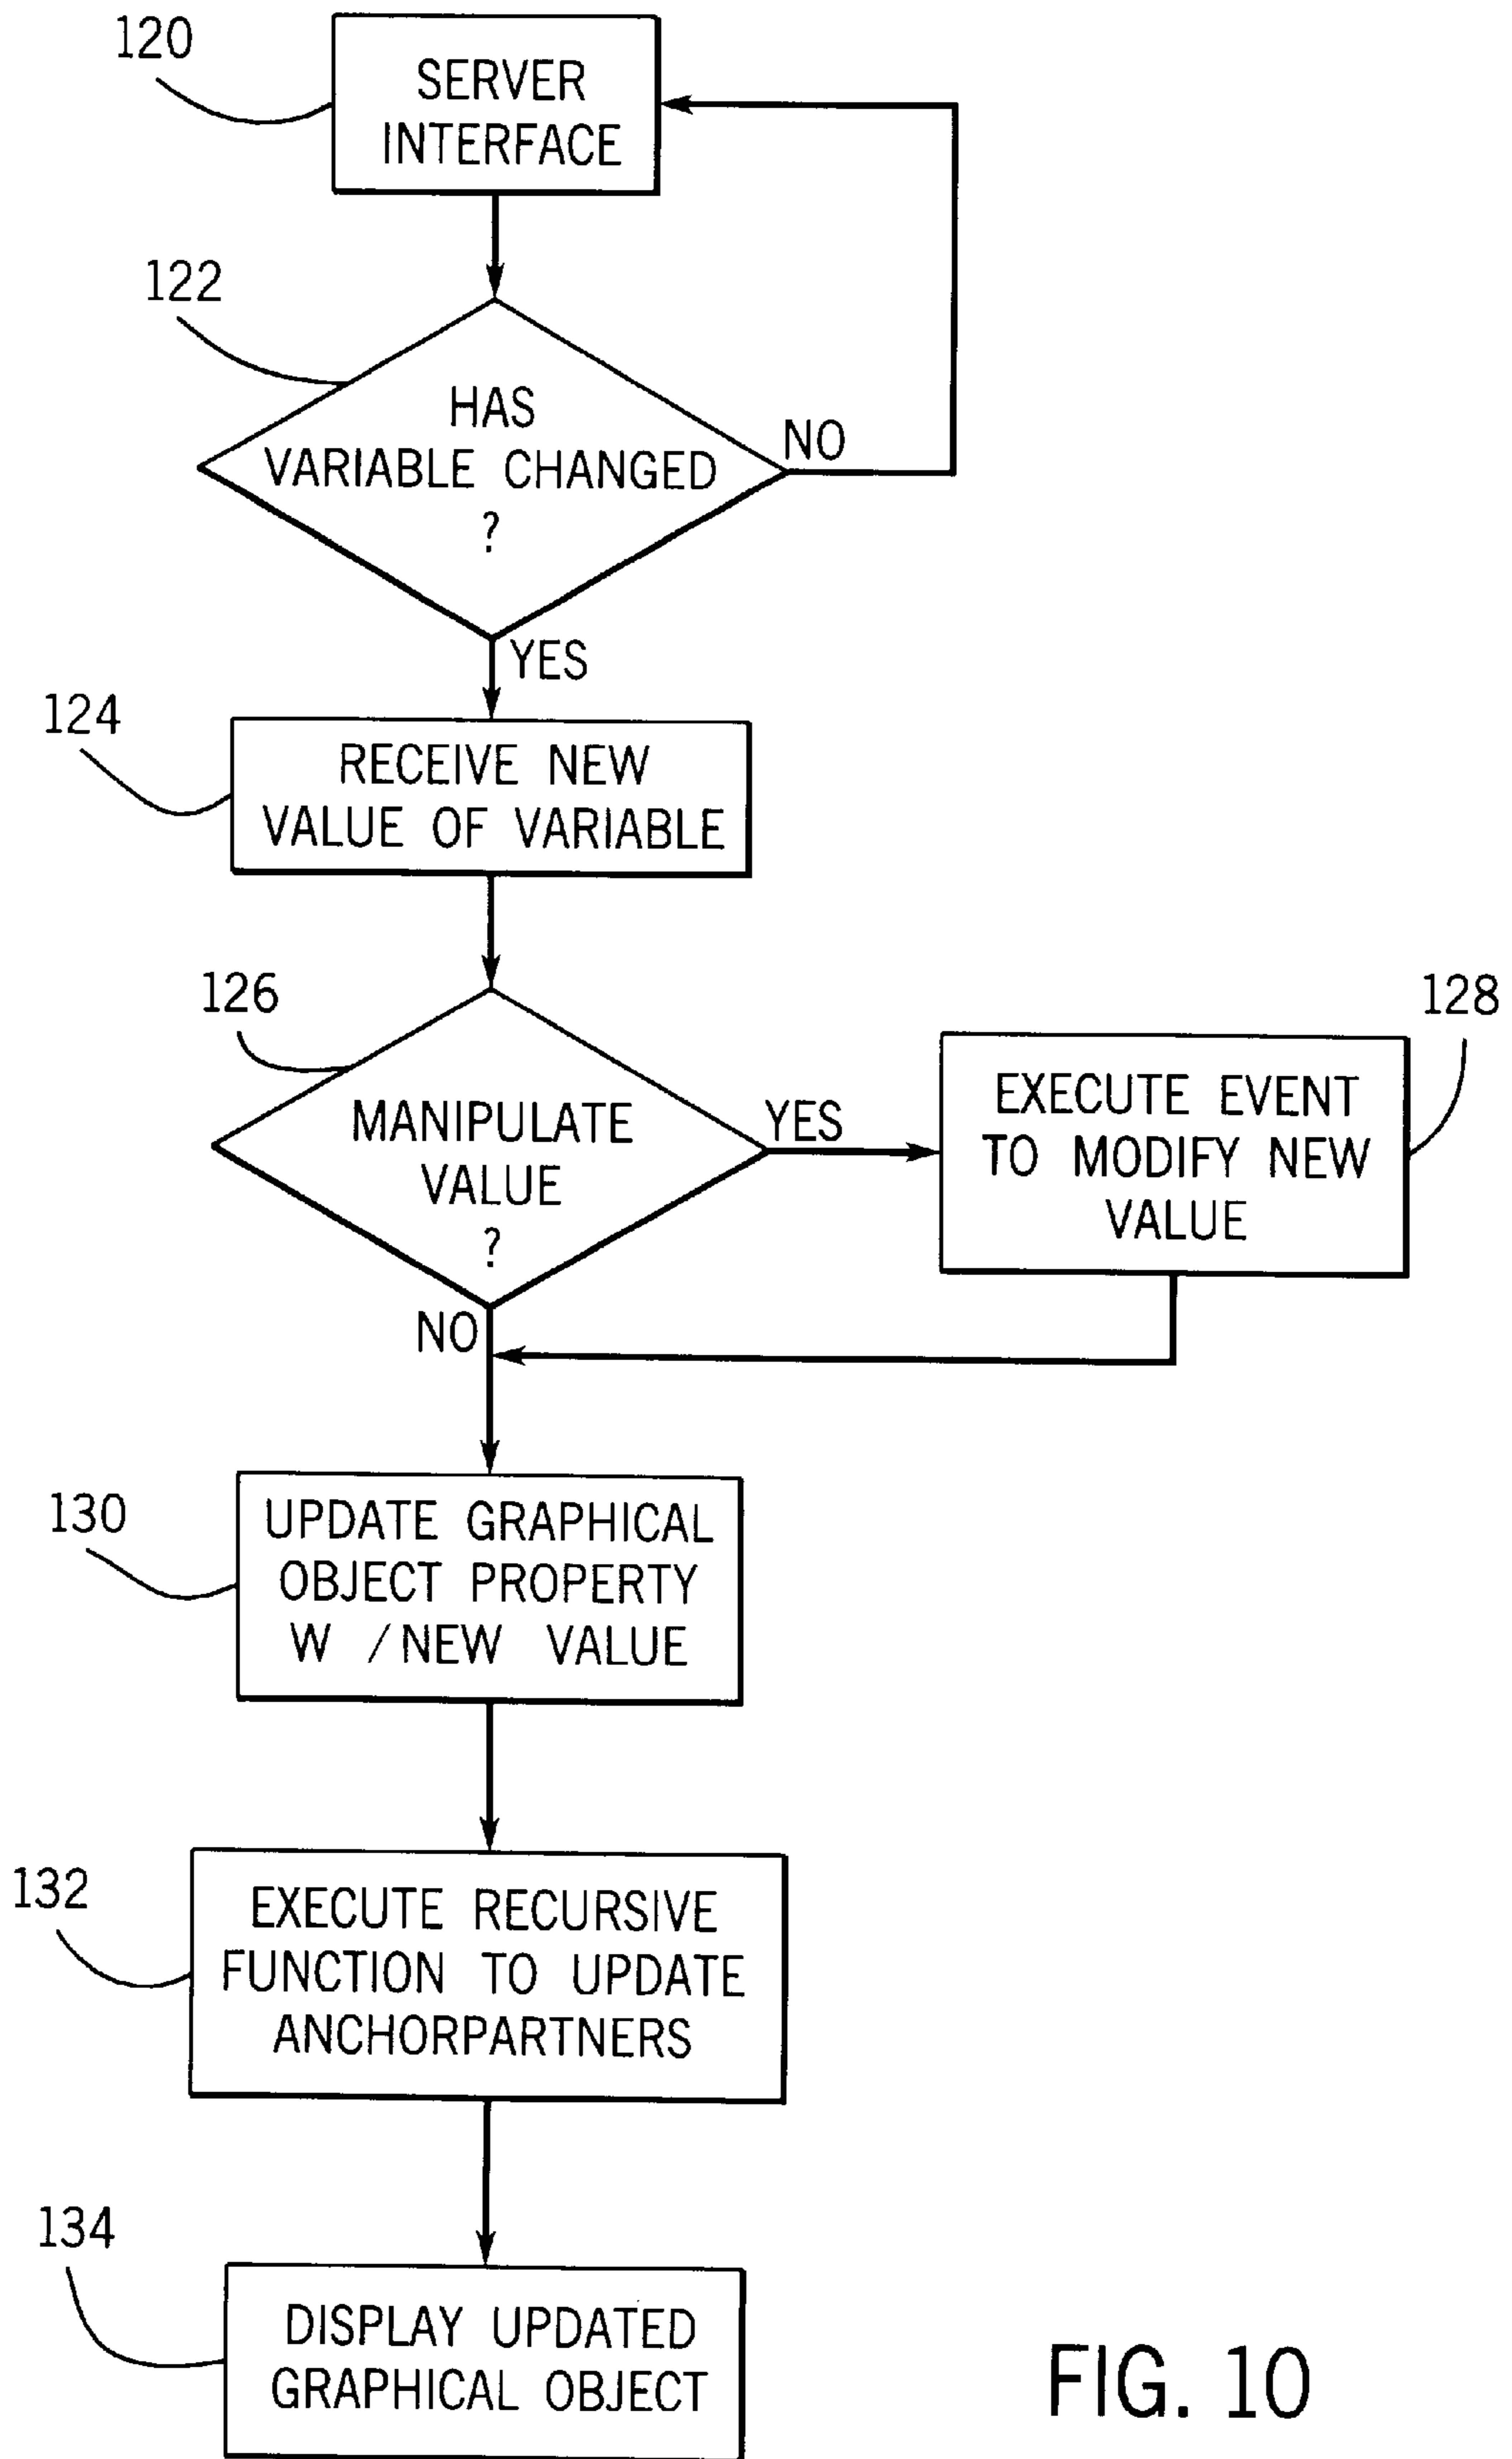 120
SERVER
INTERFACE
122
HAS
VARIABLE CHANGED
?
NO
YES
124
RECEIVE NEW
VALUE OF VARIABLE
126
MANIPULATE
VALUE
?
YES
128
EXECUTE EVENT
TO MODIFY NEW
VALUE
NO
130
UPDATE GRAPHICAL
OBJECT PROPERTY
W / NEW VALUE
132
EXECUTE RECURSIVE
FUNCTION TO UPDATE
ANCHORPARTNERS
134
DISPLAY UPDATED
GRAPHICAL OBJECT
FIG. 10